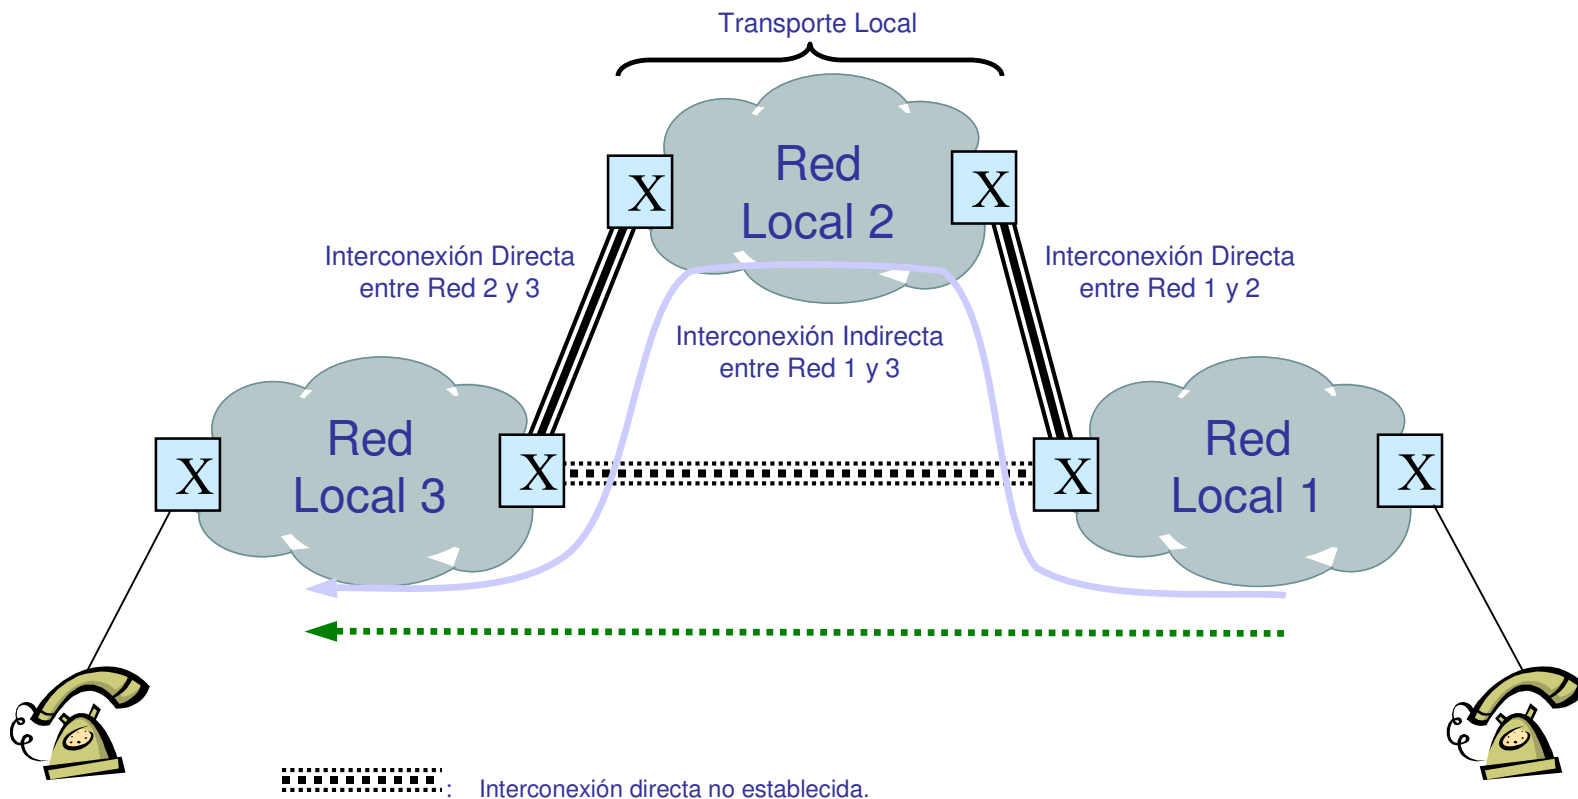 Transporte Local
Red
Local 2
X
X
Interconexión Directa
entre Red 2 y 3
Interconexión Directa
entre Red 1 y 2
Interconexión Indirecta
entre Red 1 y 3
Red
Local 3
X
X
Red
Local 1
X
X
: Interconexión directa no establecida.